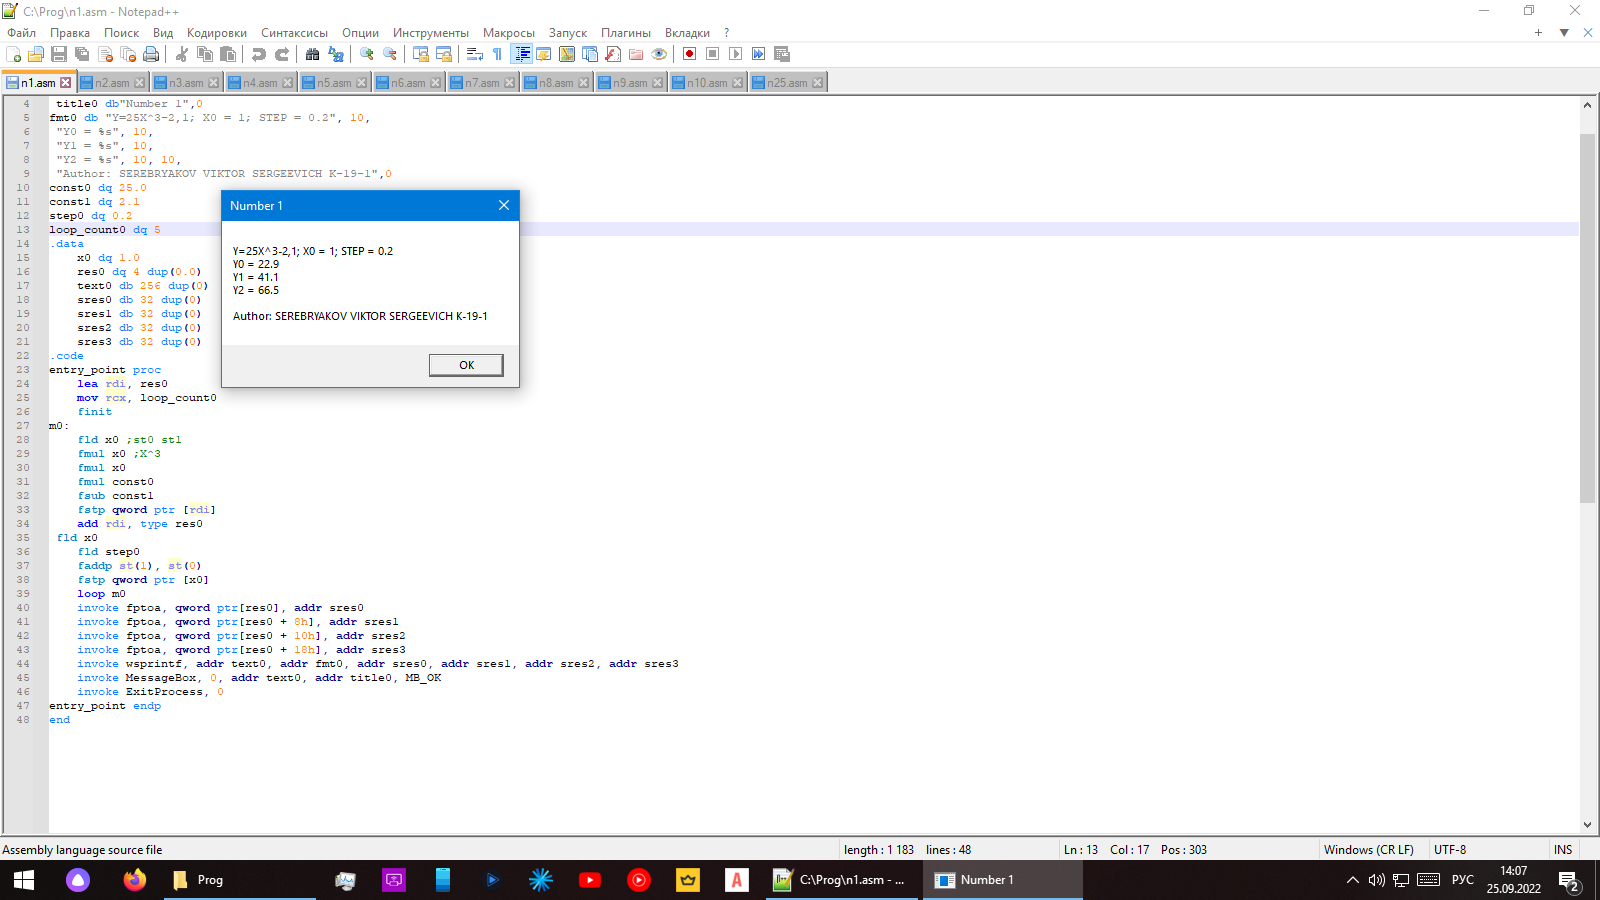 C:\Prog\n1.asm - Notepad++
Файл Правка Поиск Вид Кодировки Синтаксисы Опции Инструменты Макросы Запуск Плагины Вкладки ?
n1.asm n2.asm n3.asm n4.asm n5.asm n6.asm n7.asm n8.asm n9.asm n10.asm n25.asm
4 title0 db"Number 1",0
5 fmt0 db "Y=25X^3-2,1; X0 = 1; STEP = 0.2", 10,
6 "Y0 = %s", 10,
7 "Y1 = %s", 10,
8 "Y2 = %s", 10, 10,
9 "Author: SEREBRYAKOV VIKTOR SERGEEVICH K-19-1",0
10 const0 dq 25.0
11 const1 dq 2.1
12 step0 dq 0.2
13 loop_count0 dq 5
14 .data
15 x0 dq 1.0
16 res0 dq 4 dup(0.0)
17 text0 db 256 dup(0)
18 sres0 db 32 dup(0)
19 sres1 db 32 dup(0)
20 sres2 db 32 dup(0)
21 sres3 db 32 dup(0)
22 .code
23 entry_point proc
24 lea rdi, res0
25 mov rcx, loop_count0
26 finit
27 m0:
28 fld x0 ;st0 st1
29 fmul x0 ;X^3
30 fmul x0
31 fmul const0
32 fsub const1
33 fstp qword ptr [rdi]
34 add rdi, type res0
35 fld x0
36 fld step0
37 faddp st(1), st(0)
38 fstp qword ptr [x0]
39 loop m0
40 invoke fptoa, qword ptr[res0], addr sres0
41 invoke fptoa, qword ptr[res0 + 8h], addr sres1
42 invoke fptoa, qword ptr[res0 + 10h], addr sres2
43 invoke fptoa, qword ptr[res0 + 18h], addr sres3
44 invoke wsprintf, addr text0, addr fmt0, addr sres0, addr sres1, addr sres2, addr sres3
45 invoke MessageBox, 0, addr text0, addr title0, MB_OK
46 invoke ExitProcess, 0
47 entry_point endp
48 end
Number 1
Y=25X^3-2,1; X0 = 1; STEP = 0.2
Y0 = 22.9
Y1 = 41.1
Y2 = 66.5
Author: SEREBRYAKOV VIKTOR SERGEEVICH K-19-1
OK
Assembly language source file length : 1 183 lines : 48 Ln : 13 Col : 17 Pos : 303 Windows (CR LF) UTF-8 INS
Prog C:\Prog\n1.asm - ... Number 1 РУС 14:07
25.09.2022 2